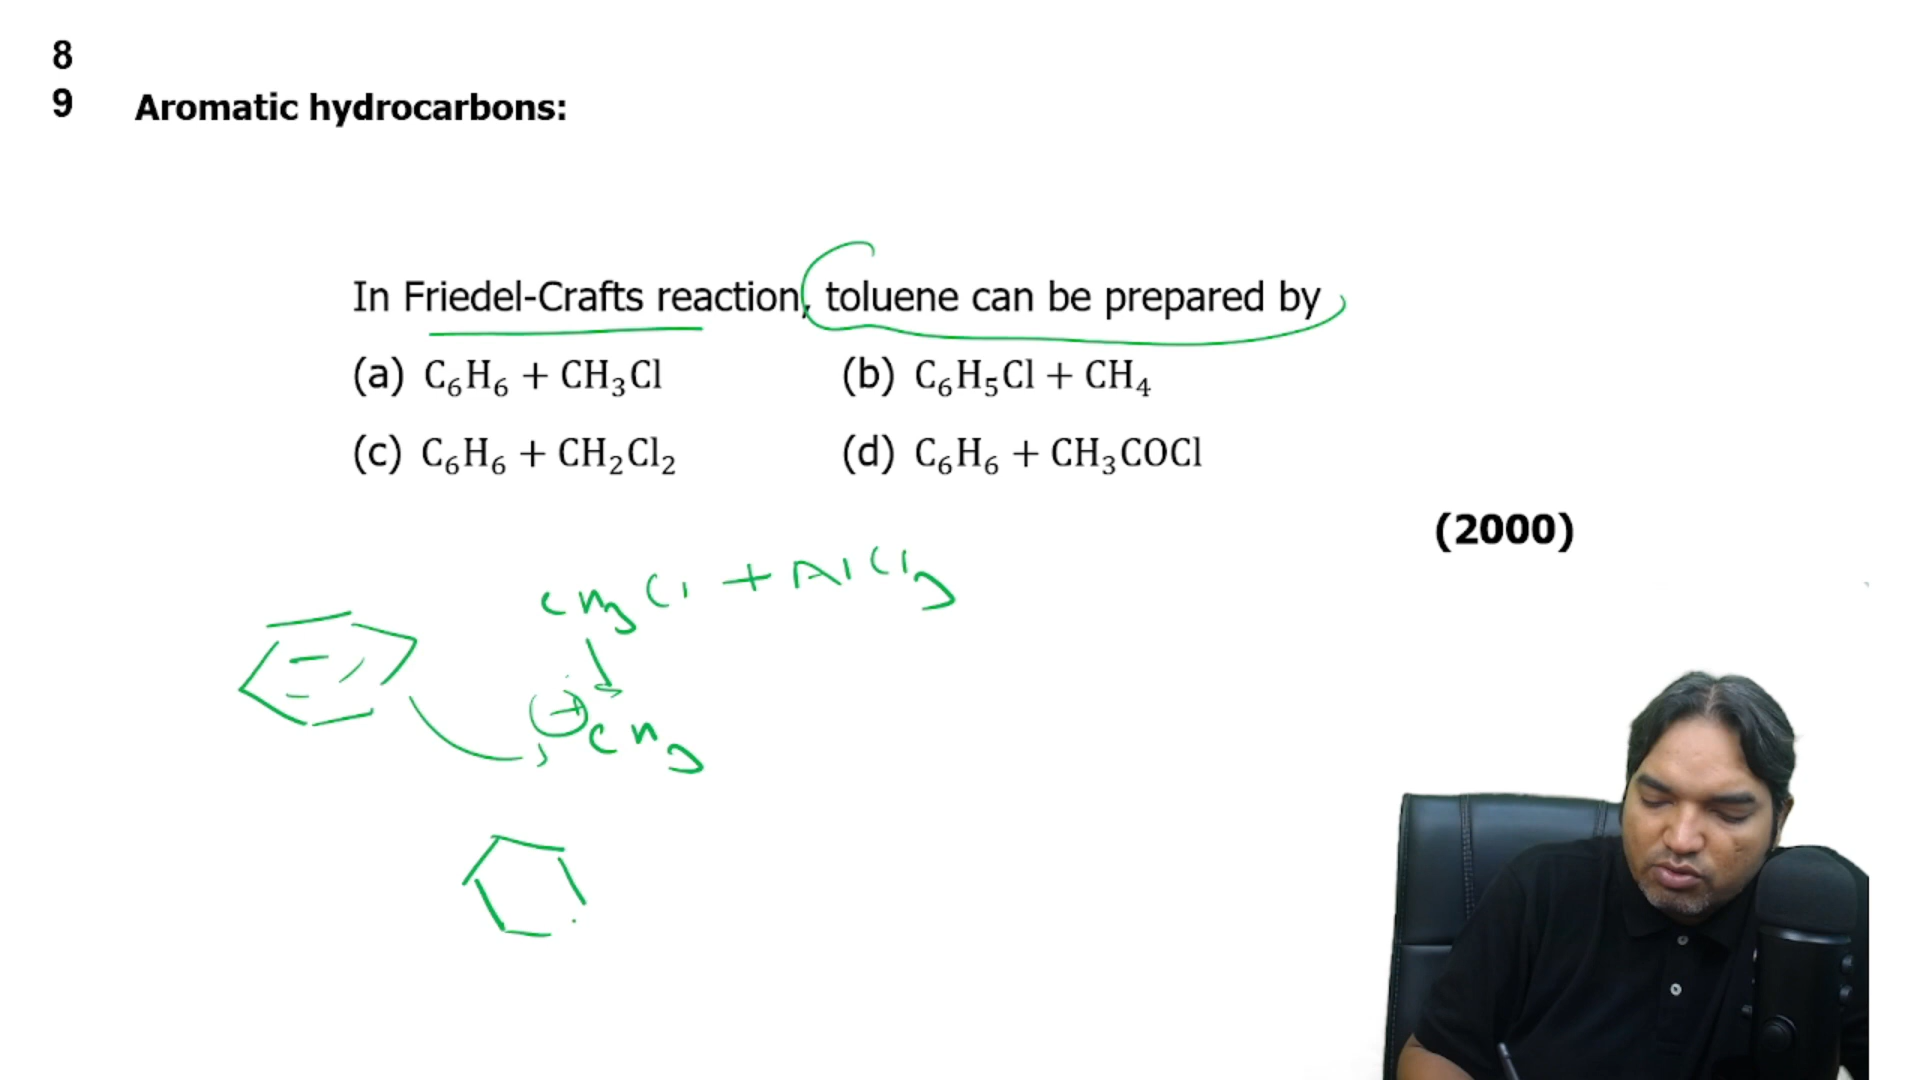 8
9 Aromatic hydrocarbons:
In Friedel-Crafts reaction, toluene can be prepared by
(a) C₆H₆ + CH₃Cl (b) C₆H₅Cl + CH₄
(c) C₆H₆ + CH₂Cl₂ (d) C₆H₆ + CH₃COCl
(2000)
CH₃Cl + AlCl₃
⊕CH₃